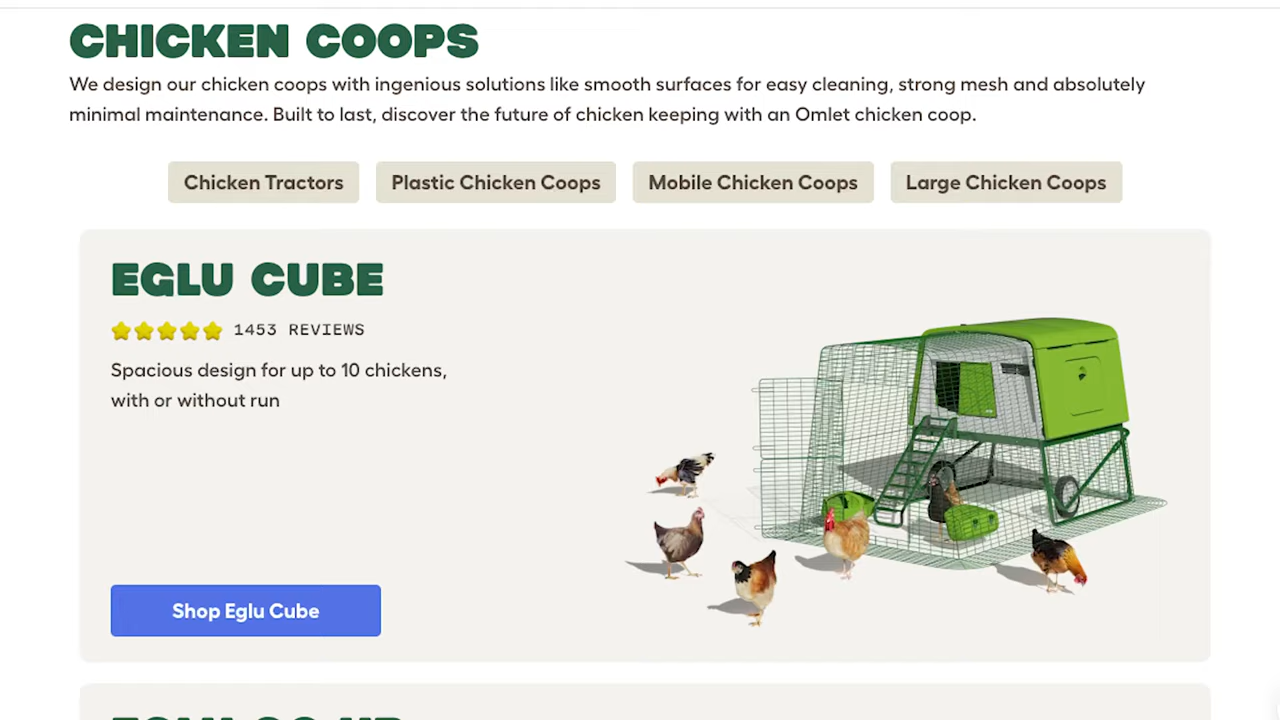 CHICKEN COOPS
We design our chicken coops with ingenious solutions like smooth surfaces for easy cleaning, strong mesh and absolutely
minimal maintenance. Built to last, discover the future of chicken keeping with an Omlet chicken coop.
Chicken Tractors Plastic Chicken Coops Mobile Chicken Coops Large Chicken Coops
EGLU CUBE
1453 REVIEWS
Spacious design for up to 10 chickens,
with or without run
Shop Eglu Cube